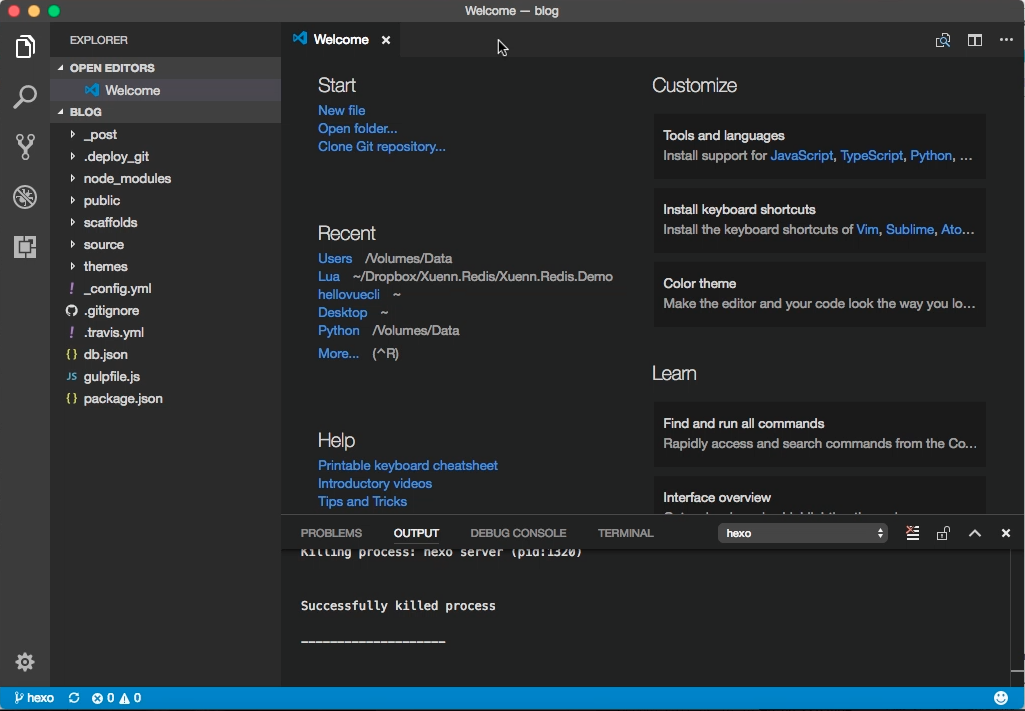 Welcome — blog
EXPLORER
OPEN EDITORS
Welcome
BLOG
_post
.deploy_git
node_modules
public
scaffolds
source
themes
! _config.yml
.gitignore
! .travis.yml
{} db.json
JS gulpfile.js
{} package.json
Welcome
Start
New file
Open folder...
Clone Git repository...
Recent
Users /Volumes/Data
Lua ~/Dropbox/Xuenn.Redis/Xuenn.Redis.Demo
hellovuecli ~
Desktop ~
Python /Volumes/Data
More... (^R)
Help
Printable keyboard cheatsheet
Introductory videos
Tips and Tricks
Customize
Tools and languages
Install support for JavaScript, TypeScript, Python, ...
Install keyboard shortcuts
Install the keyboard shortcuts of Vim, Sublime, Ato...
Color theme
Make the editor and your code look the way you lo...
Learn
Find and run all commands
Rapidly access and search commands from the Co...
Interface overview
PROBLEMS OUTPUT DEBUG CONSOLE TERMINAL hexo
Killing process: hexo server (pid:1320)
Successfully killed process
--------------------
hexo 0 0